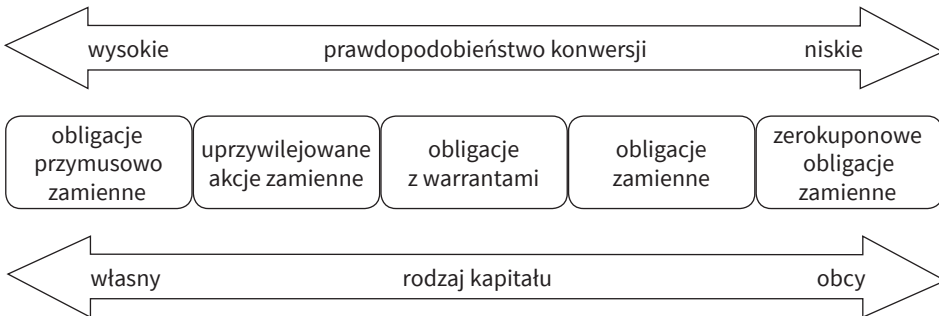 wysokie prawdopodobieństwo konwersji niskie
obligacje
przymusowo
zamienne
uprzywilejowane
akcje zamienne
obligacje
z warrantami
obligacje
zamienne
zerokuponowe
obligacje
zamienne
własny rodzaj kapitału obcy